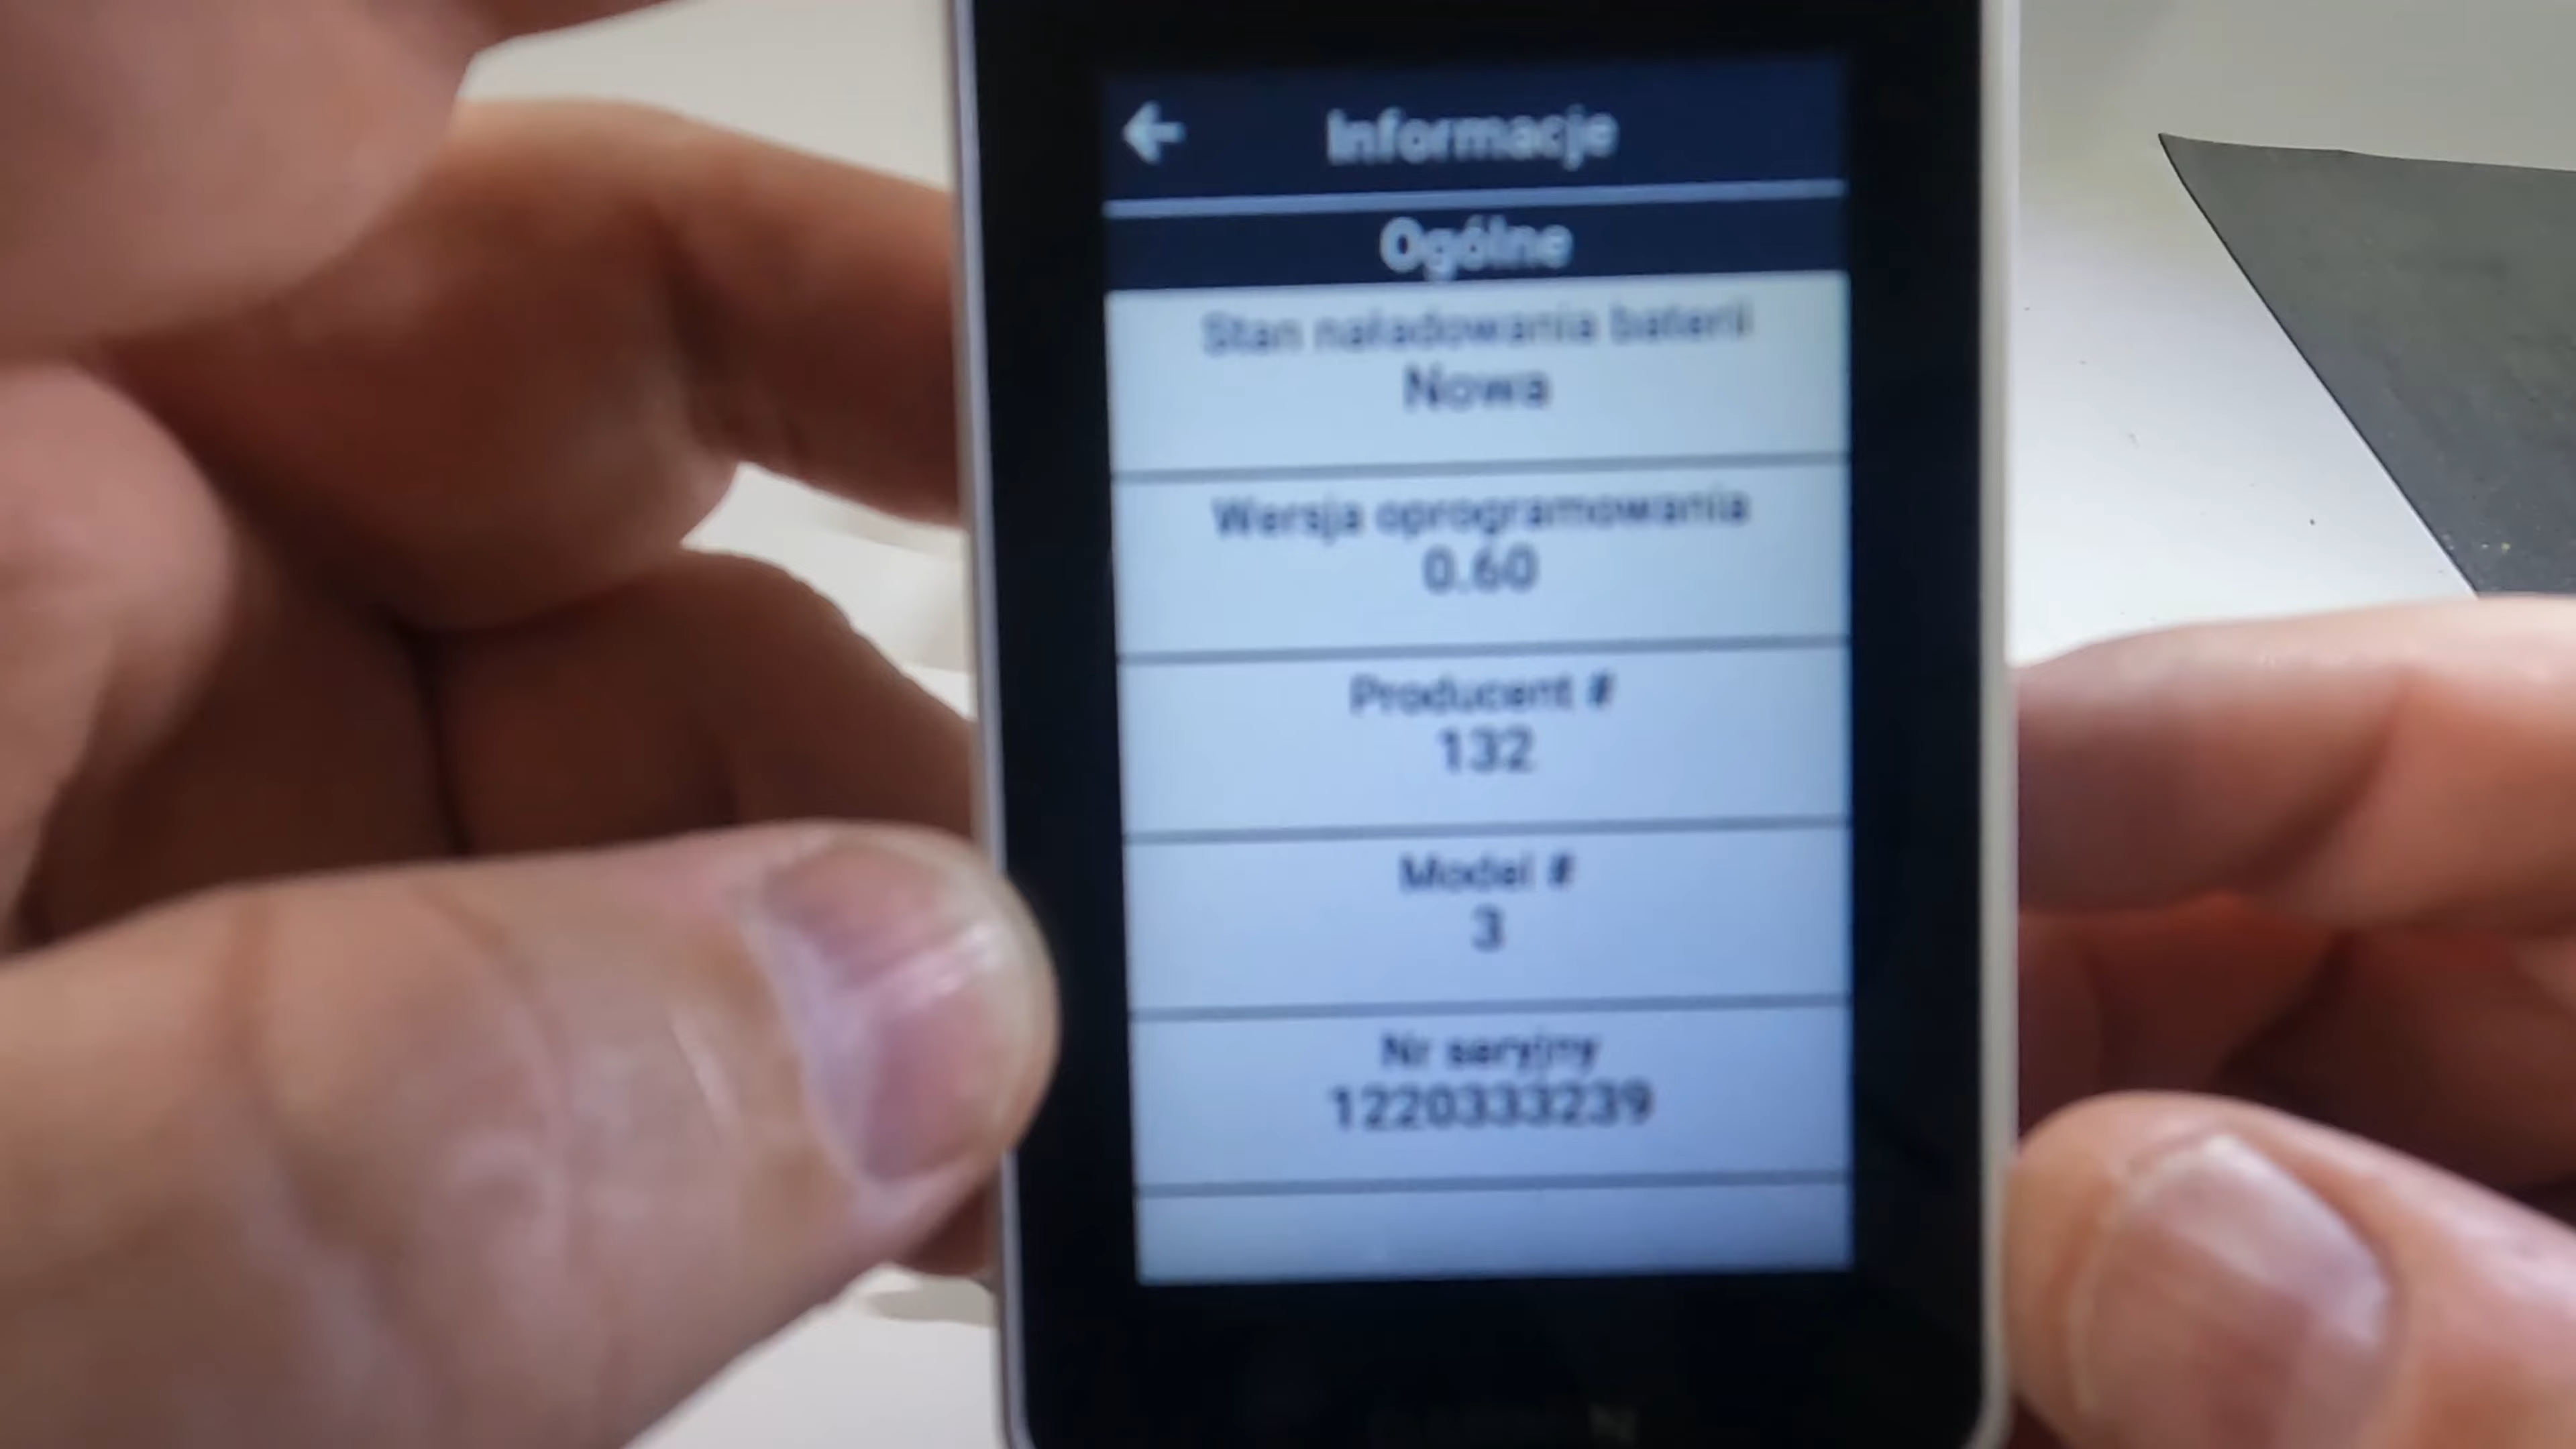 Informacje
Ogólne
Stan naładowania baterii
Nowa
Wersja oprogramowania
0.60
Producent #
132
Model #
3
Nr seryjny
1220333239